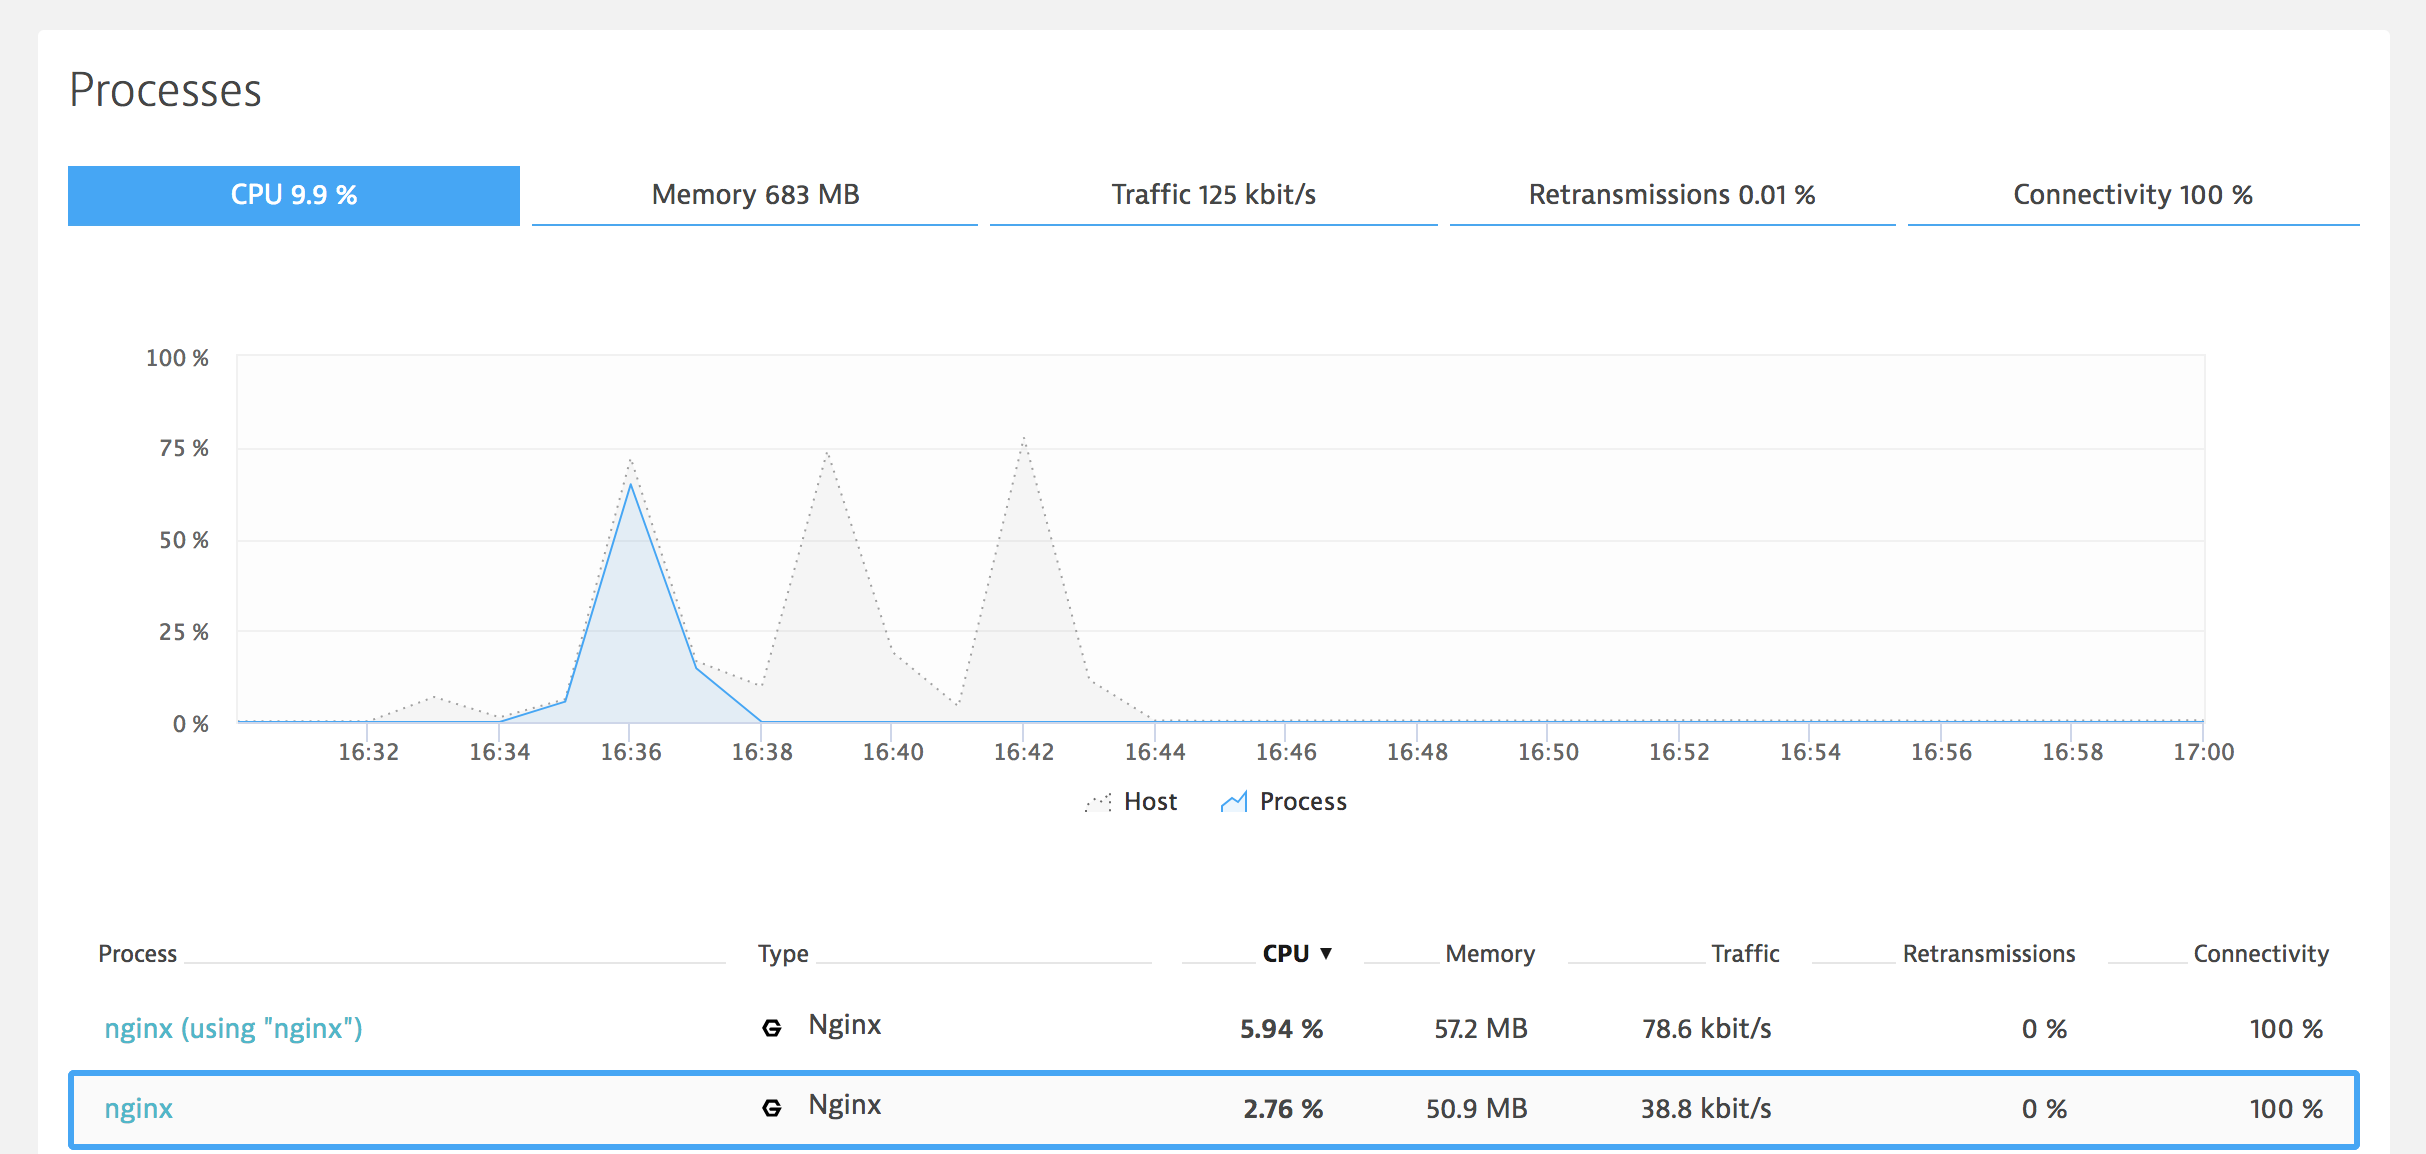 Processes
CPU 9.9 % Memory 683 MB Traffic 125 kbit/s Retransmissions 0.01 % Connectivity 100 %
100 %
75 %
50 %
25 %
0 %
16:32 16:34 16:36 16:38 16:40 16:42 16:44 16:46 16:48 16:50 16:52 16:54 16:56 16:58 17:00
Host Process
Process Type CPU ▼ Memory Traffic Retransmissions Connectivity
nginx (using "nginx") Nginx 5.94 % 57.2 MB 78.6 kbit/s 0 % 100 %
nginx Nginx 2.76 % 50.9 MB 38.8 kbit/s 0 % 100 %